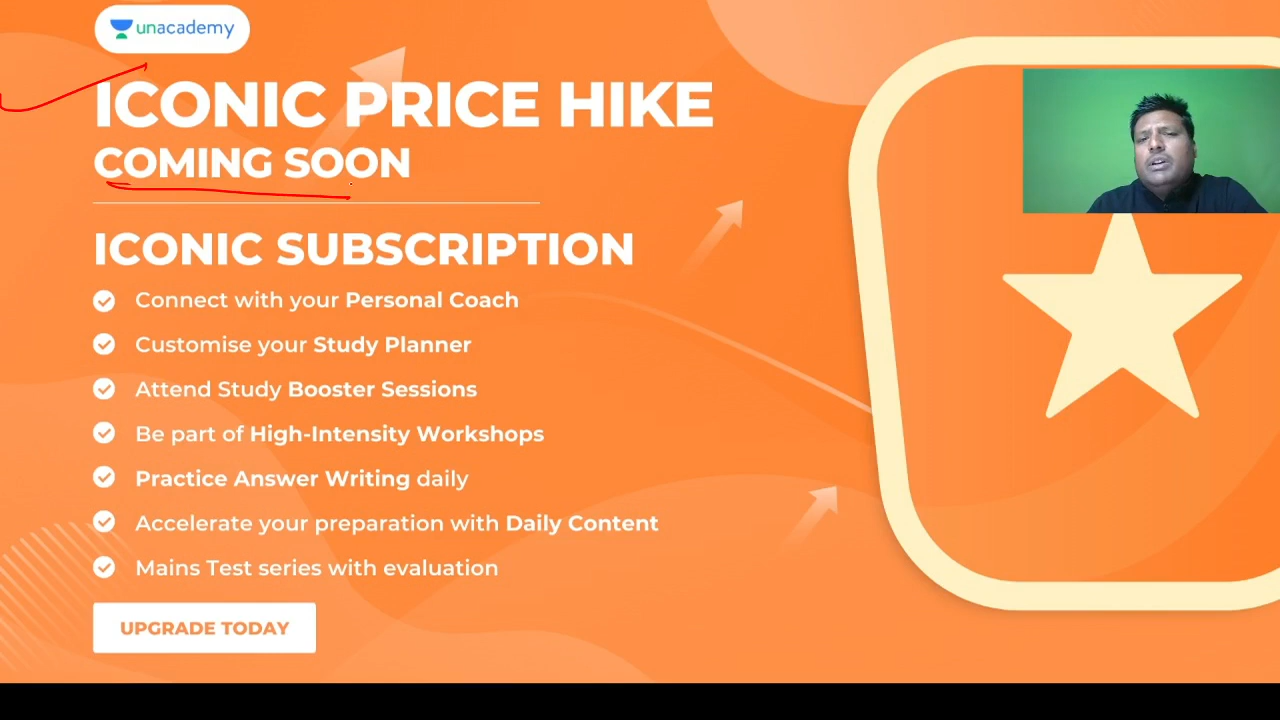 unacademy
ICONIC PRICE HIKE
COMING SOON
ICONIC SUBSCRIPTION
Connect with your Personal Coach
Customise your Study Planner
Attend Study Booster Sessions
Be part of High-Intensity Workshops
Practice Answer Writing daily
Accelerate your preparation with Daily Content
Mains Test series with evaluation
UPGRADE TODAY